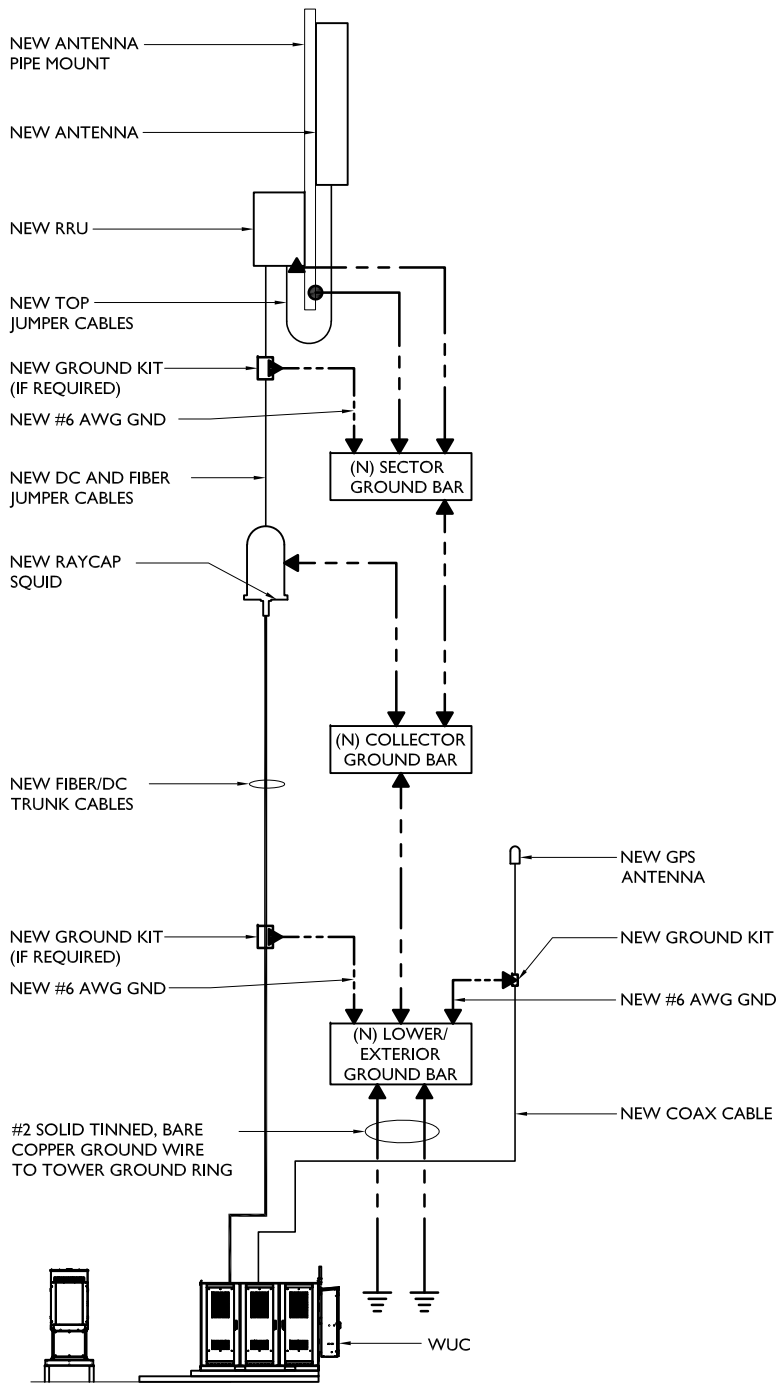 NEW ANTENNA
PIPE MOUNT
NEW ANTENNA
NEW RRU
NEW TOP
JUMPER CABLES
NEW GROUND KIT
(IF REQUIRED)
NEW #6 AWG GND
(N) SECTOR
GROUND BAR
NEW DC AND FIBER
JUMPER CABLES
NEW RAYCAP
SQUID
(N) COLLECTOR
GROUND BAR
NEW FIBER/DC
TRUNK CABLES
NEW GPS
ANTENNA
NEW GROUND KIT
(IF REQUIRED)
NEW GROUND KIT
NEW #6 AWG GND
NEW #6 AWG GND
(N) LOWER/
EXTERIOR
GROUND BAR
NEW COAX CABLE
#2 SOLID TINNED, BARE
COPPER GROUND WIRE
TO TOWER GROUND RING
WUC